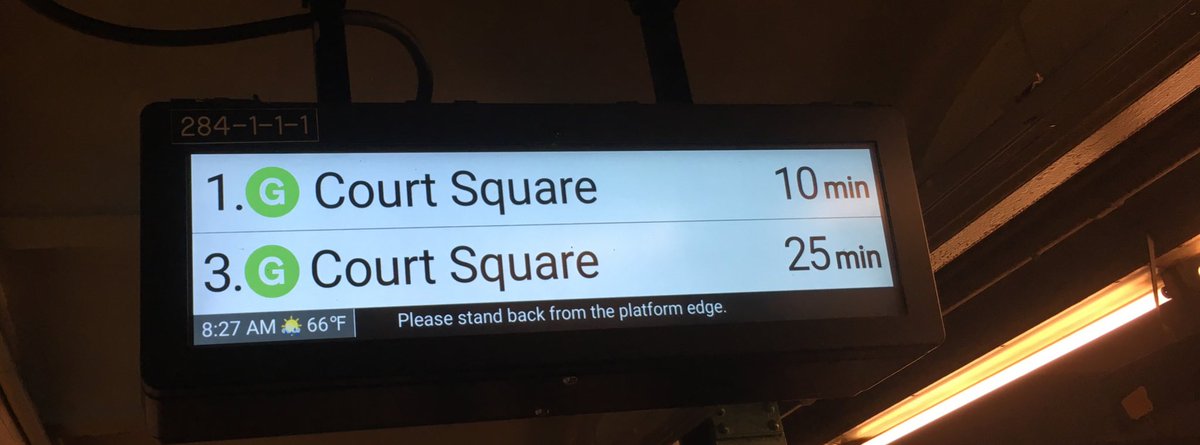 284-1-1-1
1. G Court Square 10 min
3. G Court Square 25 min
8:27 AM 66°F Please stand back from the platform edge.